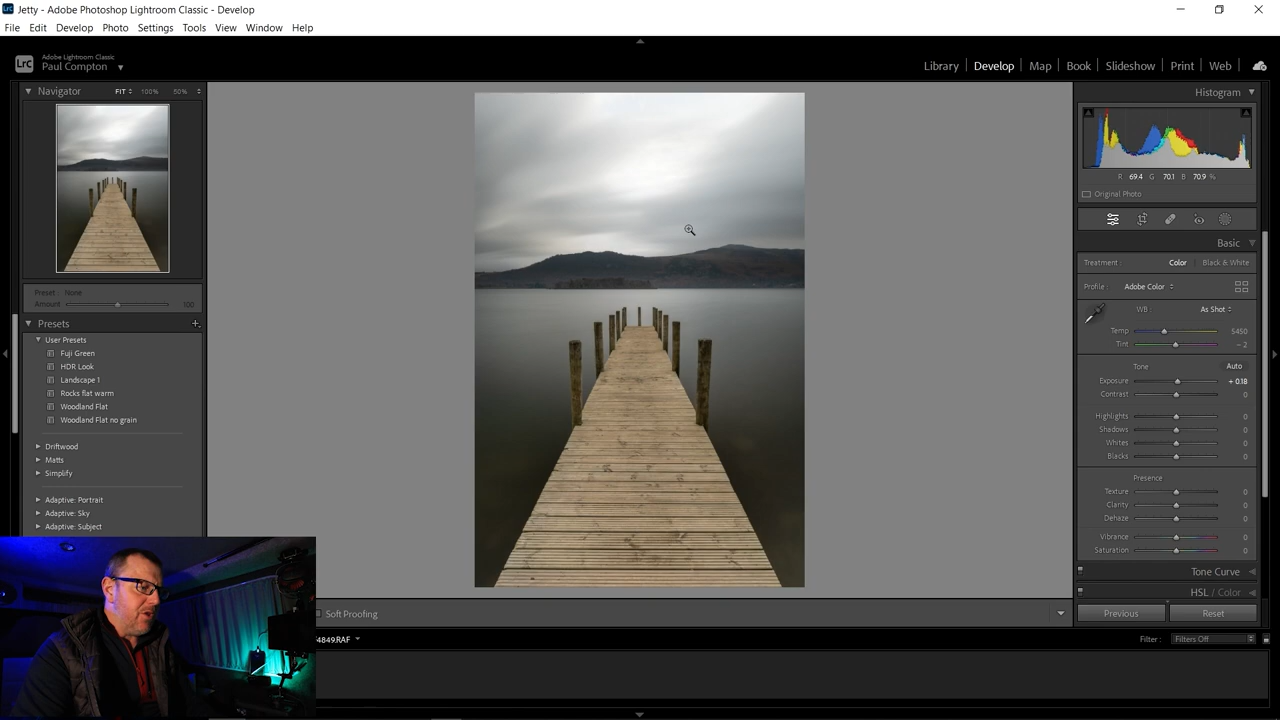 Jetty - Adobe Photoshop Lightroom Classic - Develop
File Edit Develop Photo Settings Tools View Window Help
LrC
Adobe Lightroom Classic
Paul Compton
Library | Develop | Map | Book | Slideshow | Print | Web
Navigator FIT 100% 50%
Preset : None
Amount 100
Presets +
User Presets
Fuji Green
HDR Look
Landscape 1
Rocks flat warm
Woodland Flat
Woodland Flat no grain
Driftwood
Matts
Simplify
Adaptive: Portrait
Adaptive: Sky
Adaptive: Subject
Soft Proofing
4849.RAF
Filter : Filters Off
Histogram
R 69.4 G 70.1 B 70.9 %
Original Photo
Basic
Treatment : Color Black & White
Profile : Adobe Color
WB : As Shot
Temp 5450
Tint - 2
Tone Auto
Exposure + 0.18
Contrast 0
Highlights 0
Shadows 0
Whites 0
Blacks 0
Presence
Texture 0
Clarity 0
Dehaze 0
Vibrance 0
Saturation 0
Tone Curve
HSL / Color
Previous Reset